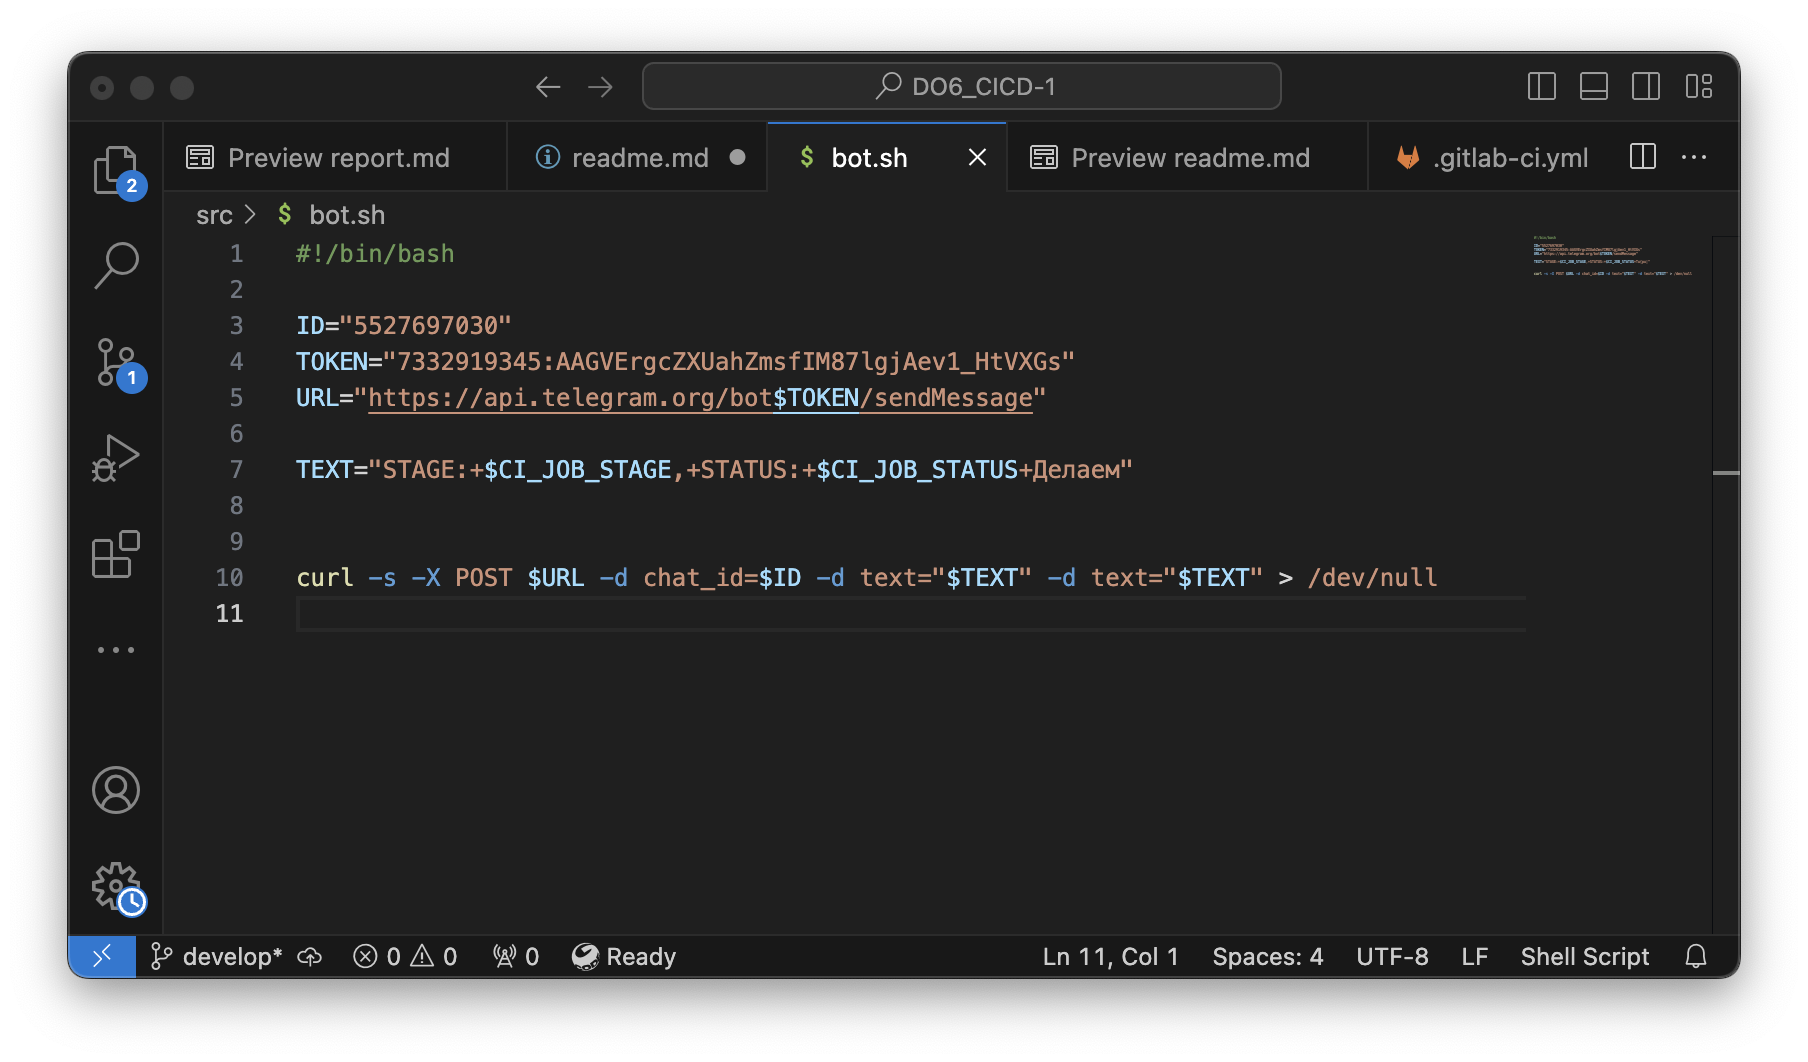 DO6_CICD-1
Preview report.md
readme.md
$ bot.sh
Preview readme.md
.gitlab-ci.yml
2
src > $ bot.sh
1 #!/bin/bash
2
3 ID="5527697030"
4 TOKEN="7332919345:AAGVErgcZXUahZmsfIM87lgjAev1_HtVXGs"
5 URL="https://api.telegram.org/bot$TOKEN/sendMessage"
1
6
7 TEXT="STAGE:+$CI_JOB_STAGE,+STATUS:+$CI_JOB_STATUS+Делаем"
8
9
10 curl -s -X POST $URL -d chat_id=$ID -d text="$TEXT" -d text="$TEXT" > /dev/null
11
develop* 0 0 0 Ready Ln 11, Col 1 Spaces: 4 UTF-8 LF Shell Script